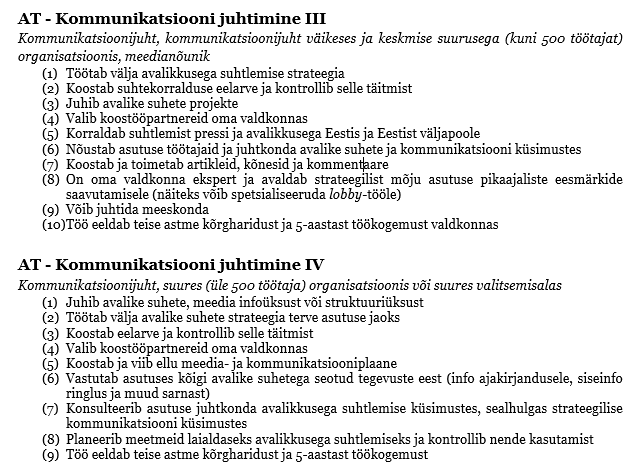 AT - Kommunikatsiooni juhtimine III
Kommunikatsioonijuht, kommunikatsioonijuht väikeses ja keskmise suurusega (kuni 500 töötajat)
organisatsioonis, meedianõunik
(1) Töötab välja avalikkusega suhtlemise strateegia
(2) Koostab suhtekorralduse eelarve ja kontrollib selle täitmist
(3) Juhib avalike suhete projekte
(4) Valib koostööpartnereid oma valdkonnas
(5) Korraldab suhtlemist pressi ja avalikkusega Eestis ja Eestist väljapoole
(6) Nõustab asutuse töötajaid ja juhtkonda avalike suhete ja kommunikatsiooni küsimustes
(7) Koostab ja toimetab artikleid, kõnesid ja kommentaare
(8) On oma valdkonna ekspert ja avaldab strateegilist mõju asutuse pikaajaliste eesmärkide
saavutamisele (näiteks võib spetsialiseeruda lobby-tööle)
(9) Võib juhtida meeskonda
(10)Töö eeldab teise astme kõrgharidust ja 5-aastast töökogemust valdkonnas
AT - Kommunikatsiooni juhtimine IV
Kommunikatsioonijuht, suures (üle 500 töötaja) organisatsioonis või suures valitsemisalas
(1) Juhib avalike suhete, meedia infoüksust või struktuuriüksust
(2) Töötab välja avalike suhete strateegia terve asutuse jaoks
(3) Koostab eelarve ja kontrollib selle täitmist
(4) Valib koostööpartnereid oma valdkonnas
(5) Koostab ja viib ellu meedia- ja kommunikatsiooniplaane
(6) Vastutab asutuses kõigi avalike suhetega seotud tegevuste eest (info ajakirjandusele, siseinfo
ringlus ja muud sarnast)
(7) Konsulteerib asutuse juhtkonda avalikkusega suhtlemise küsimustes, sealhulgas strateegilise
kommunikatsiooni küsimustes
(8) Planeerib meetmeid laialdaseks avalikkusega suhtlemiseks ja kontrollib nende kasutamist
(9) Töö eeldab teise astme kõrgharidust ja 5-aastast töökogemust